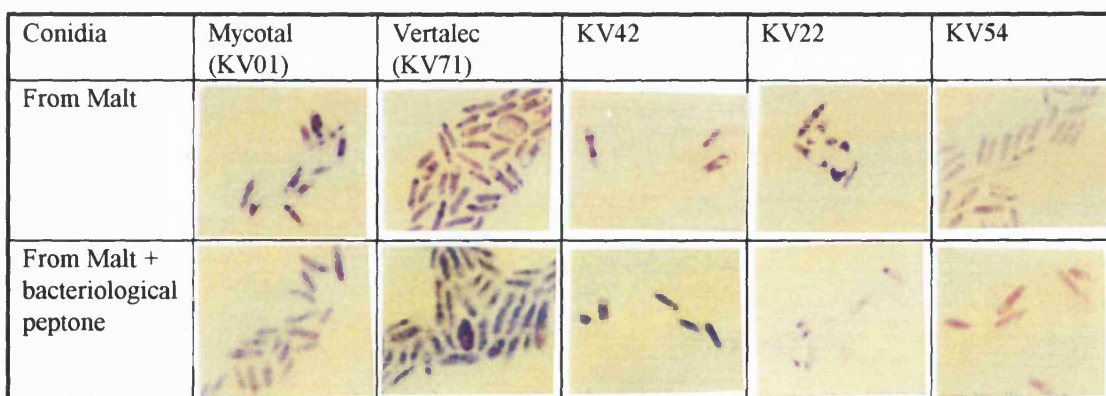 Conidia
Mycotal
(KV01)
Vertalec
(KV71)
KV42
KV22
KV54
From Malt
From Malt +
bacteriological
peptone